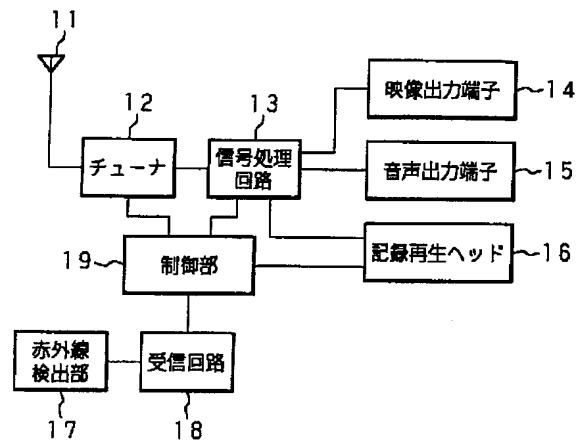 11
12
13
チューナ
信号処理
回路
映像出力端子
14
音声出力端子
15
記録再生ヘッド
16
19
制御部
赤外線
検出部
17
受信回路
18